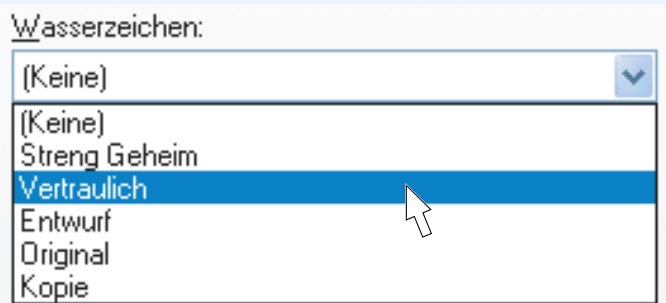 Wasserzeichen:
(Keine)
(Keine)
Streng Geheim
Vertraulich
Entwurf
Original
Kopie